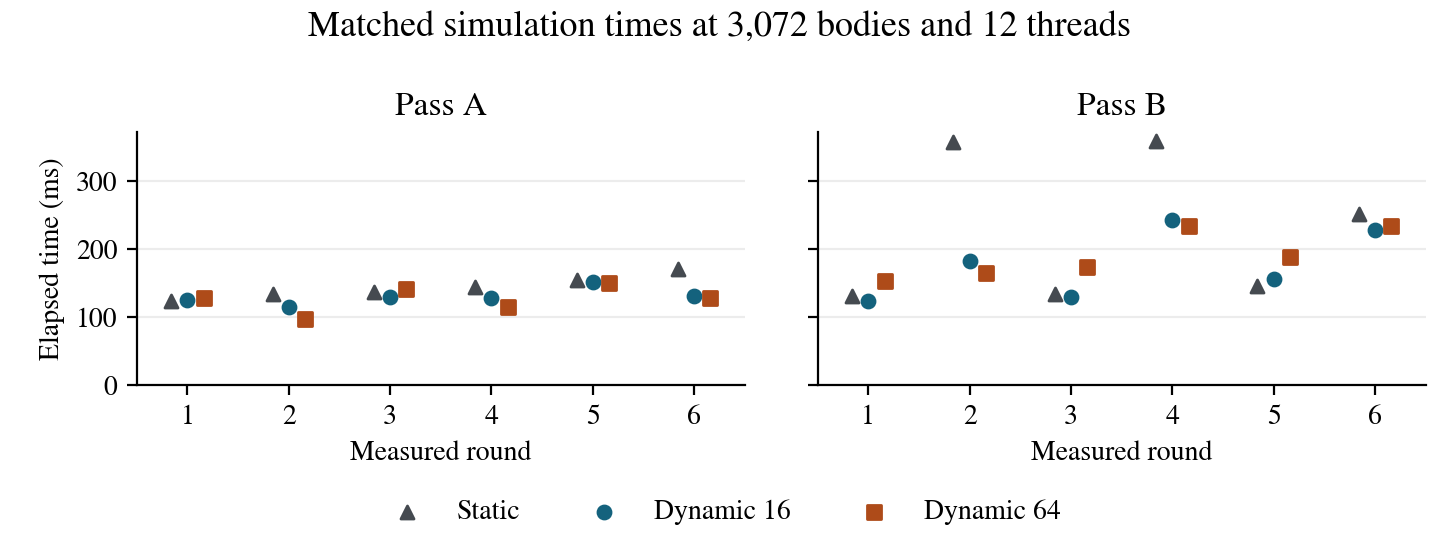 Matched simulation times at 3,072 bodies and 12 threads
Pass A
Pass B
Elapsed time (ms)
300
200
100
0
1 2 3 4 5 6
1 2 3 4 5 6
Measured round
Measured round
Static Dynamic 16 Dynamic 64